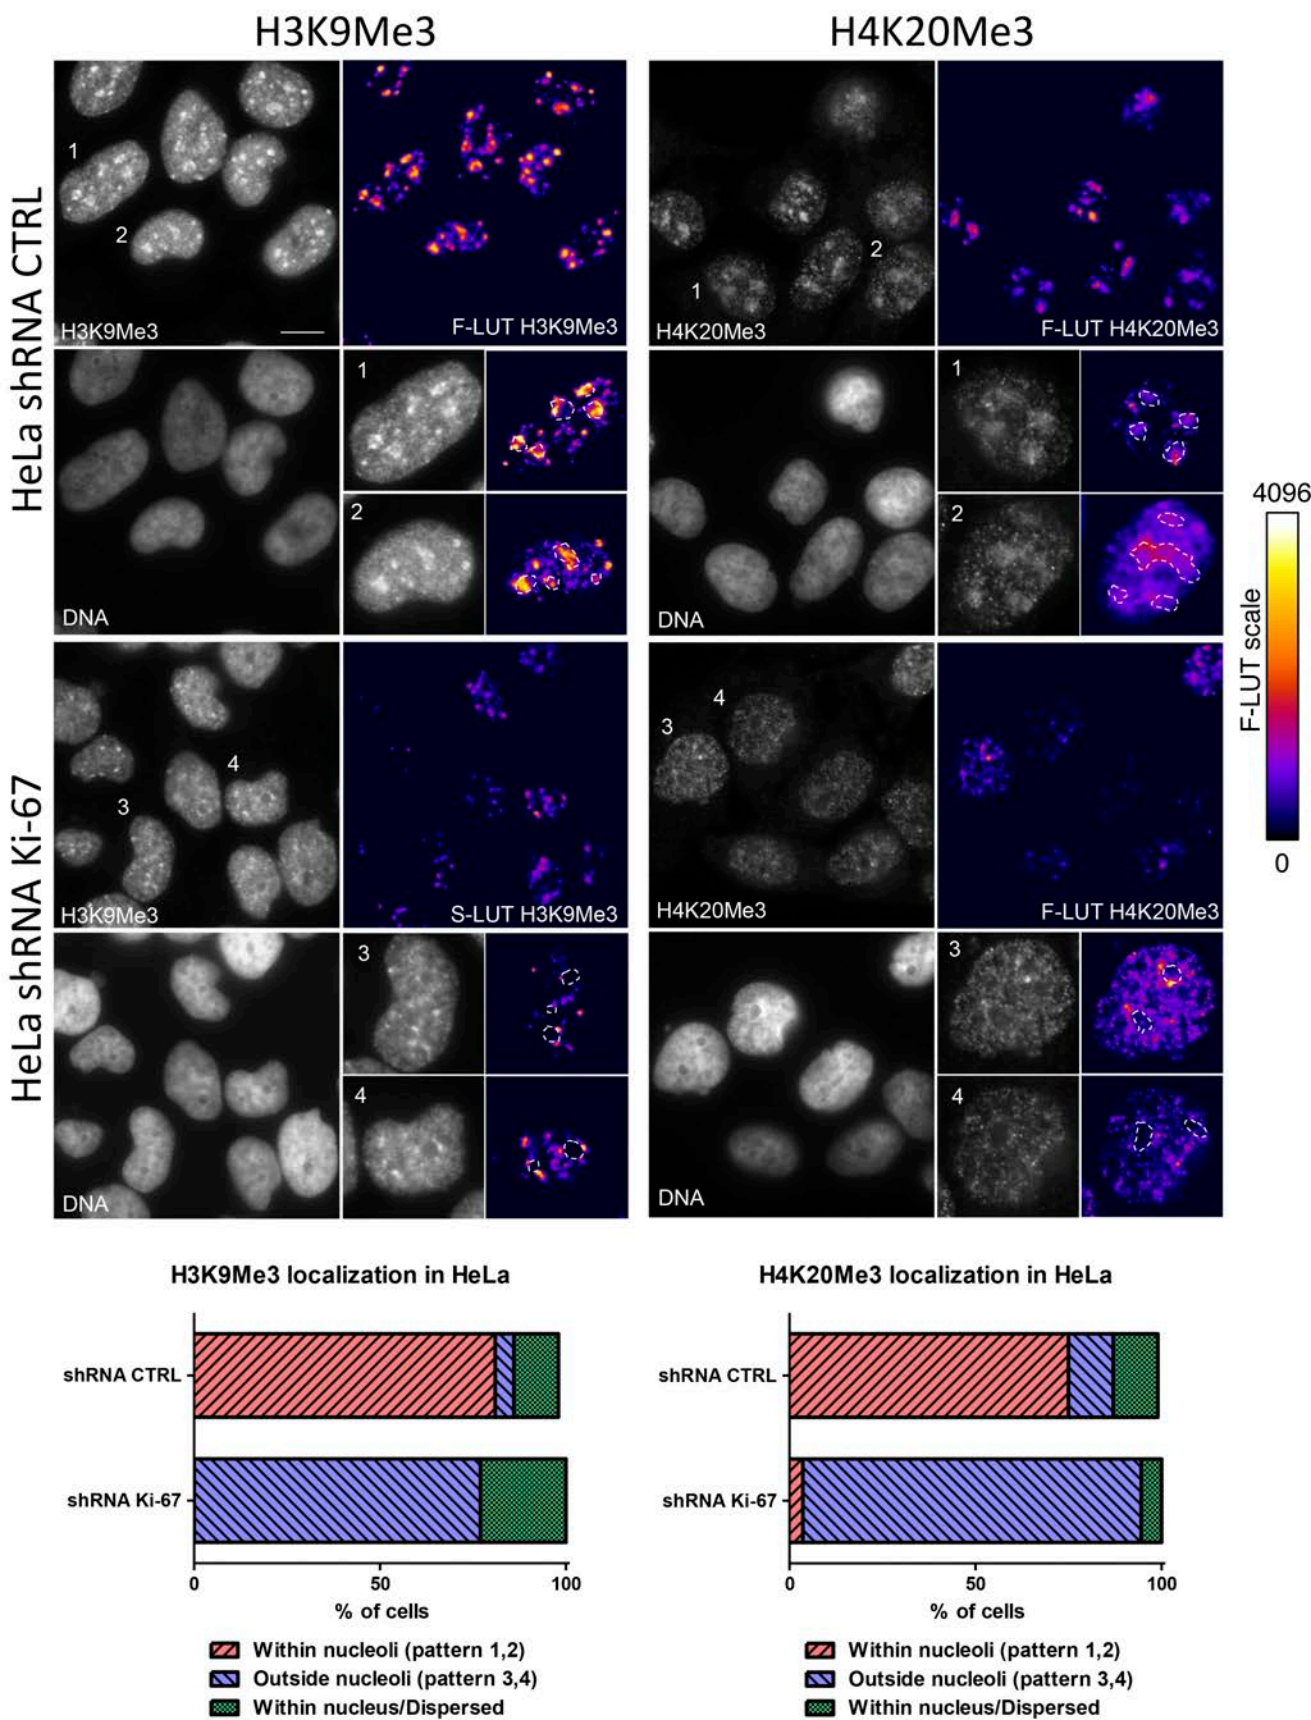 H3K9Me3
H4K20Me3
HeLa shRNA CTRL
1
2
H3K9Me3
F-LUT H3K9Me3
1
2
H4K20Me3
F-LUT H4K20Me3
DNA
1
2
DNA
1
2
4096
F-LUT scale
0
HeLa shRNA Ki-67
3
4
H3K9Me3
S-LUT H3K9Me3
3
4
H4K20Me3
F-LUT H4K20Me3
DNA
3
4
DNA
3
4
H3K9Me3 localization in HeLa
shRNA CTRL
shRNA Ki-67
0 50 100
% of cells
Within nucleoli (pattern 1,2)
Outside nucleoli (pattern 3,4)
Within nucleus/Dispersed
H4K20Me3 localization in HeLa
shRNA CTRL
shRNA Ki-67
0 50 100
% of cells
Within nucleoli (pattern 1,2)
Outside nucleoli (pattern 3,4)
Within nucleus/Dispersed